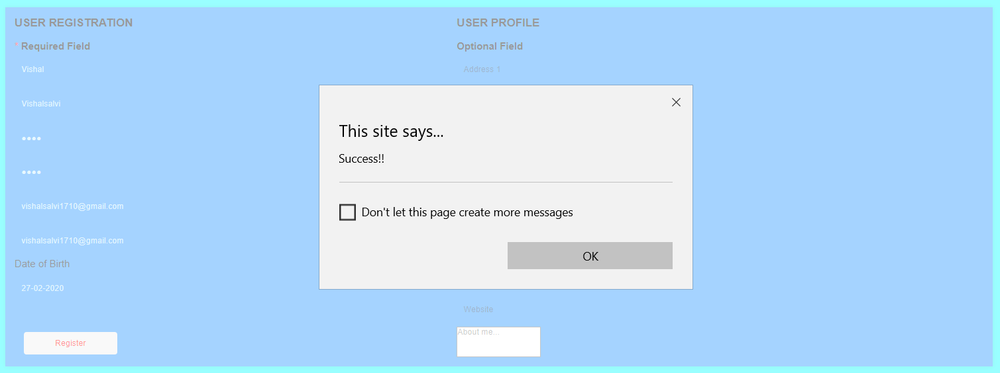 USER REGISTRATION
* Required Field
Vishal
Vishalsalvi
••••
••••
vishalsalvi1710@gmail.com
vishalsalvi1710@gmail.com
Date of Birth
27-02-2020
Register
USER PROFILE
Optional Field
Address 1
Website
About me...
This site says...
Success!!
Don't let this page create more messages
OK